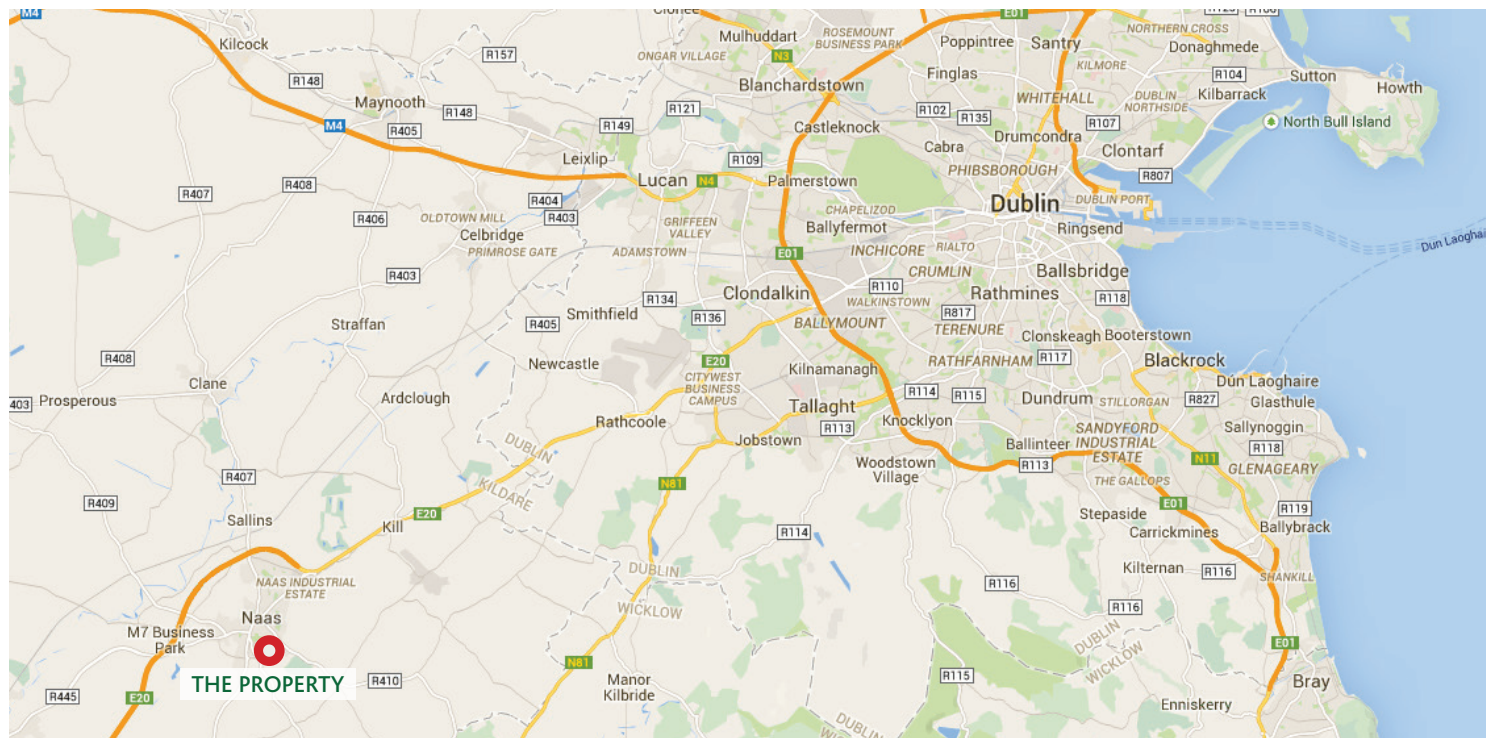 M4
Clonee
E01
R123
R106
Mulhuddart
ROSEMOUNT
BUSINESS PARK
Poppintree
Santry
NORTHERN CROSS
Donaghmede
Kilcock
R157
ONGAR VILLAGE
N3
KILMORE
R148
Blanchardstown
Finglas
R104
Sutton
Howth
Maynooth
R148
R121
R102
WHITEHALL
DUBLIN
NORTHSIDE
Kilbarrack
M4
R405
R149
Castleknock
R135
Drumcondra
R107
North Bull Island
Leixlip
R109
Cabra
Clontarf
R407
R408
Lucan
N4
Palmerstown
PHIBSBOROUGH
R807
R404
R403
Dublin
DUBLIN PORT
R406
OLDTOWN MILL
Celbridge
PRIMROSE GATE
GRIFFEEN
VALLEY
CHAPELIZOD
Ballyfermot
Ringsend
ADAMSTOWN
E01
INCHICORE
RIALTO
Dún Laoghai
R403
CRUMLIN
Ballsbridge
Clondalkin
R110
Rathmines
R118
R134
WALKINSTOWN
Smithfield
R136
R817
R405
Straffan
BALLYMOUNT
TERENURE
Clonskeagh
Booterstown
R408
Newcastle
E20
Kilnamanagh
RATHFARNHAM
R117
Blackrock
Clane
CITYWEST
BUSINESS
CAMPUS
Dún Laoghaire
403
Prosperous
Ardclough
Tallaght
R114
R115
Dundrum
STILLORGAN
R827
Glasthule
Rathcoole
R113
Knocklyon
Sallynoggin
Jobstown
Ballinteer
SANDYFORD
INDUSTRIAL
ESTATE
R118
DUBLIN
KILDARE
Woodstown
Village
R113
N11
GLENAGEARY
R407
N81
THE GALLOPS
R409
E01
R119
Sallins
Kill
E20
Stepaside
Carrickmines
Ballybrack
R114
NAAS INDUSTRIAL
ESTATE
DUBLIN
WICKLOW
R116
Kilternan
R116
SHANKILL
Naas
R116
M7 Business
Park
DUBLIN
WICKLOW
E01
N81
THE PROPERTY
R410
Manor
Kilbride
R115
Bray
R445
E20
Enniskerry
DUBLIN
WICKLOW